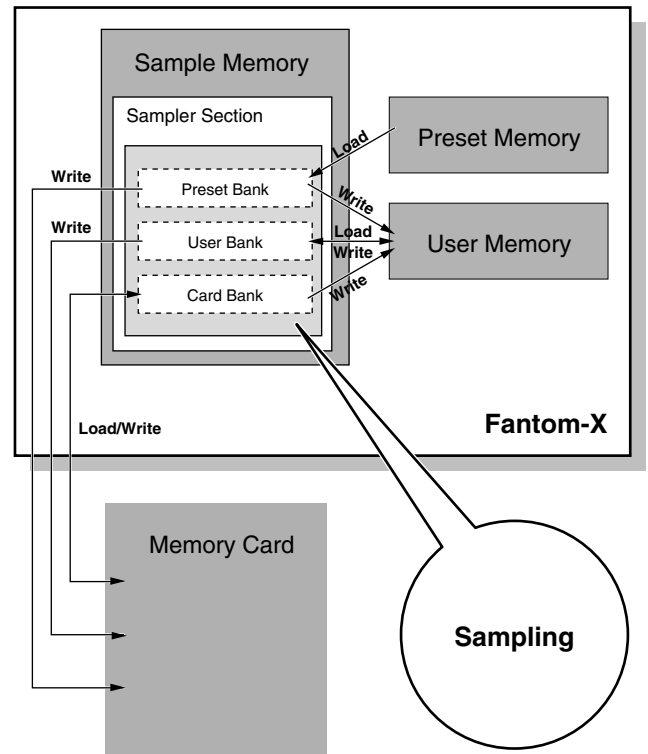 Sample Memory
Sampler Section
Preset Memory
Load
Write
Preset Bank
Write
Write
User Bank
Load
Write
User Memory
Card Bank
Write
Load/Write
Fantom-X
Memory Card
Sampling